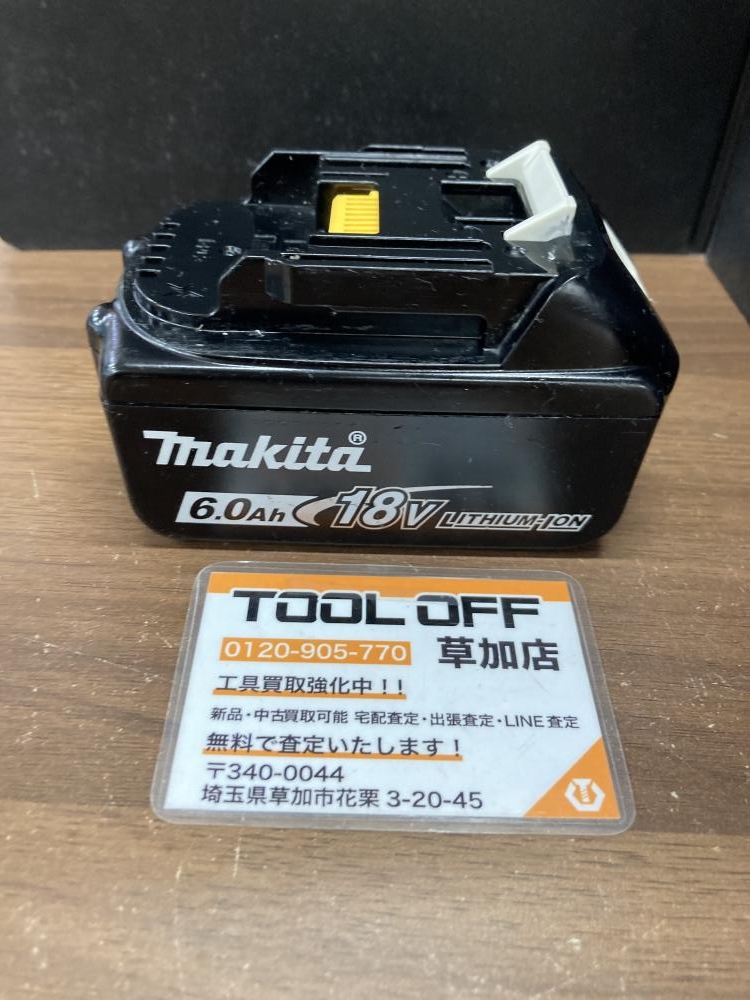 makita®
6.0Ah 18V LITHIUM-ION
TOOL OFF
0120-905-770 草加店
工具買取強化中!!
新品・中古買取可能 宅配査定・出張査定・LINE査定
無料で査定いたします!
〒340-0044
埼玉県草加市花栗 3-20-45